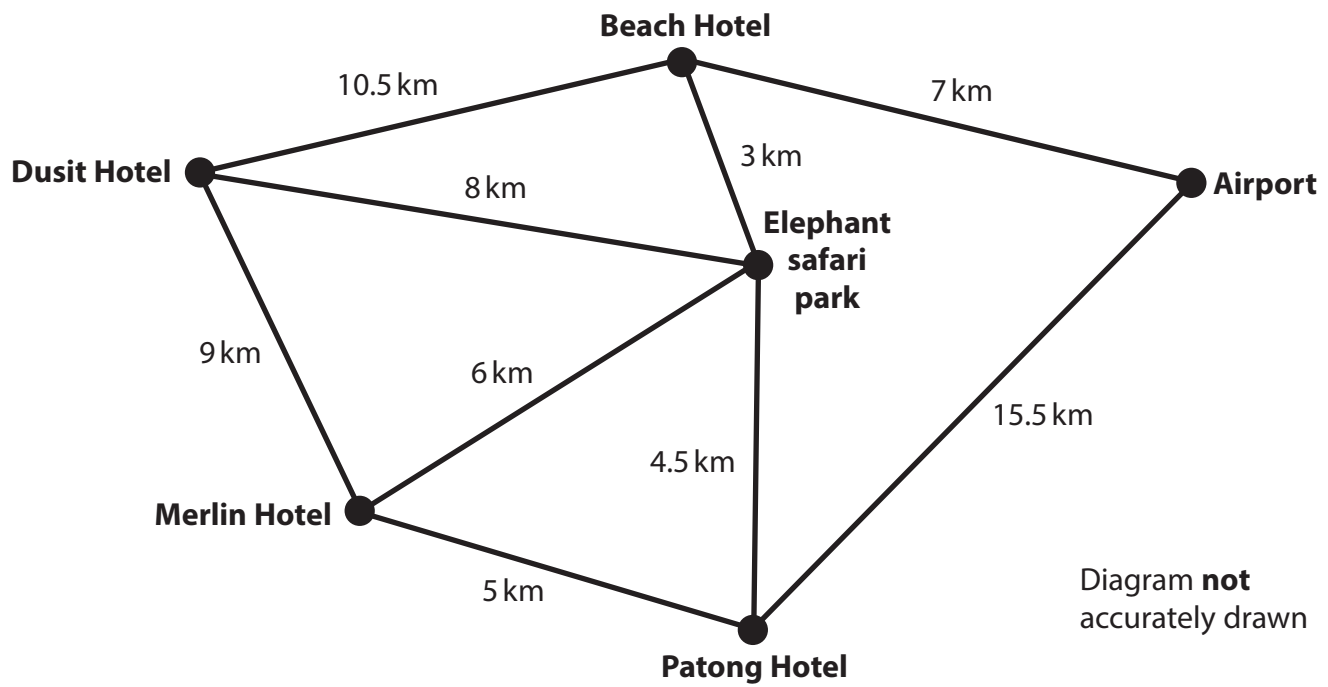 Beach Hotel
10.5 km
7 km
Dusit Hotel
8 km
3 km
Airport
Elephant
safari
park
9 km
6 km
15.5 km
4.5 km
Merlin Hotel
5 km
Diagram not
accurately drawn
Patong Hotel